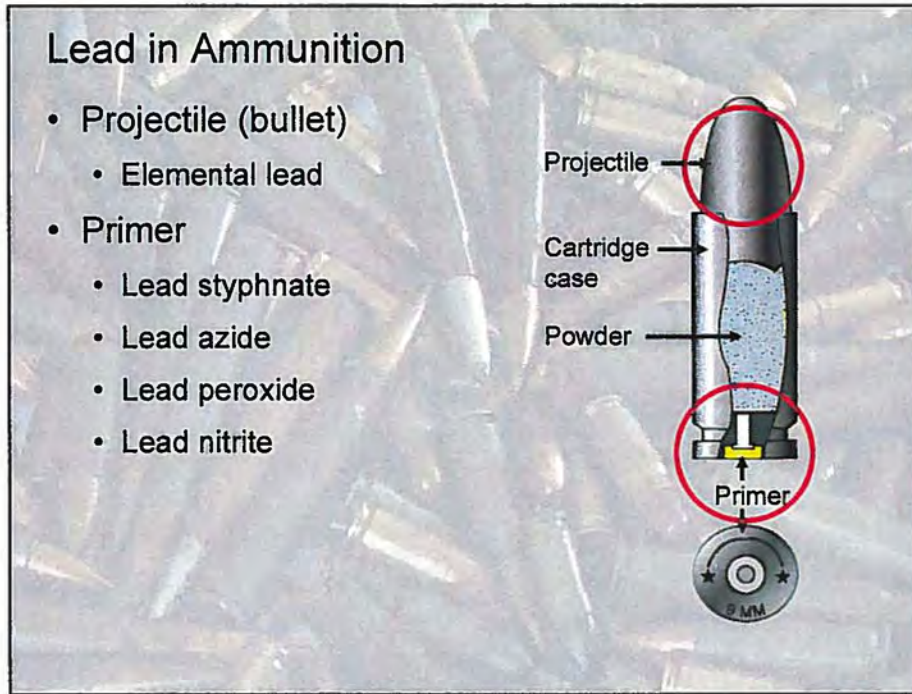 Lead in Ammunition
• Projectile (bullet)
• Elemental lead
• Primer
• Lead styphnate
• Lead azide
• Lead peroxide
• Lead nitrite
Projectile
Cartridge
case
Powder
Primer
9 MM